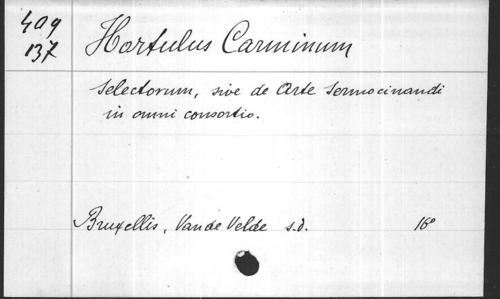 409
137
Hortulus Carminum
selectorum, sive de Arte sermocinandi
in omni consortio.
Bruxellis, Van de Velde s.d. 16°